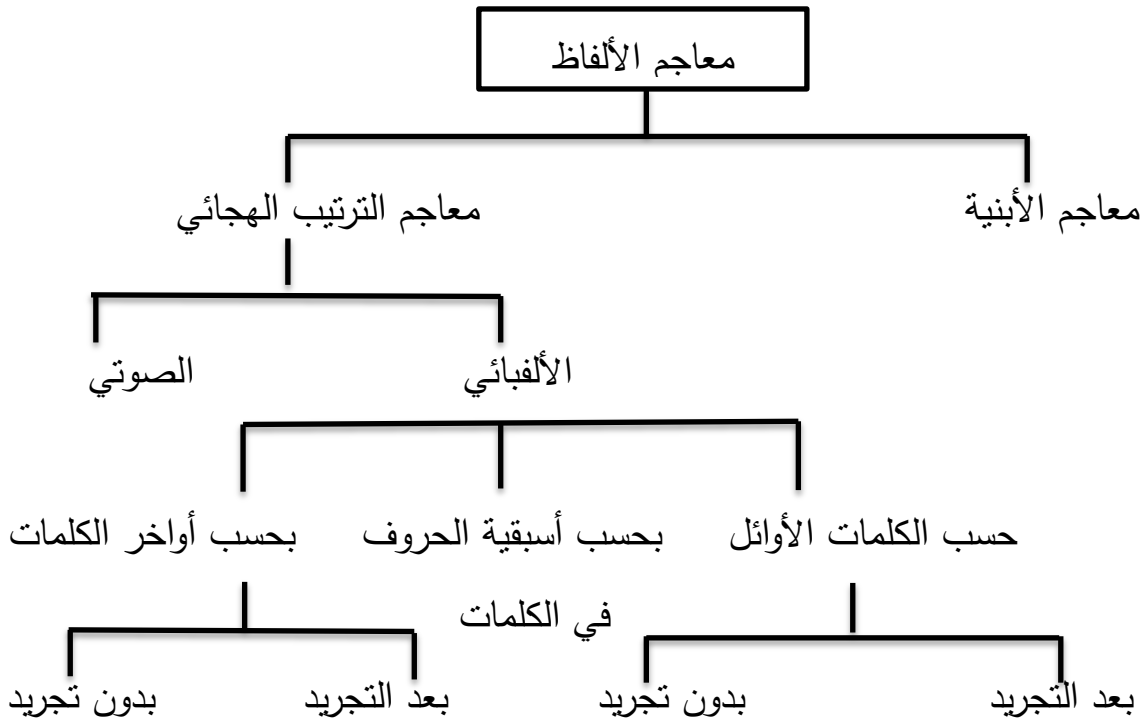 معاجم الألفاظ
معاجم الأبنية
معاجم الترتيب الهجائي
الألفبائي
الصوتي
حسب الكلمات الأوائل
بحسب أسبقية الحروف
في الكلمات
بحسب أواخر الكلمات
بعد التجريد
بدون تجريد
بعد التجريد
بدون تجريد